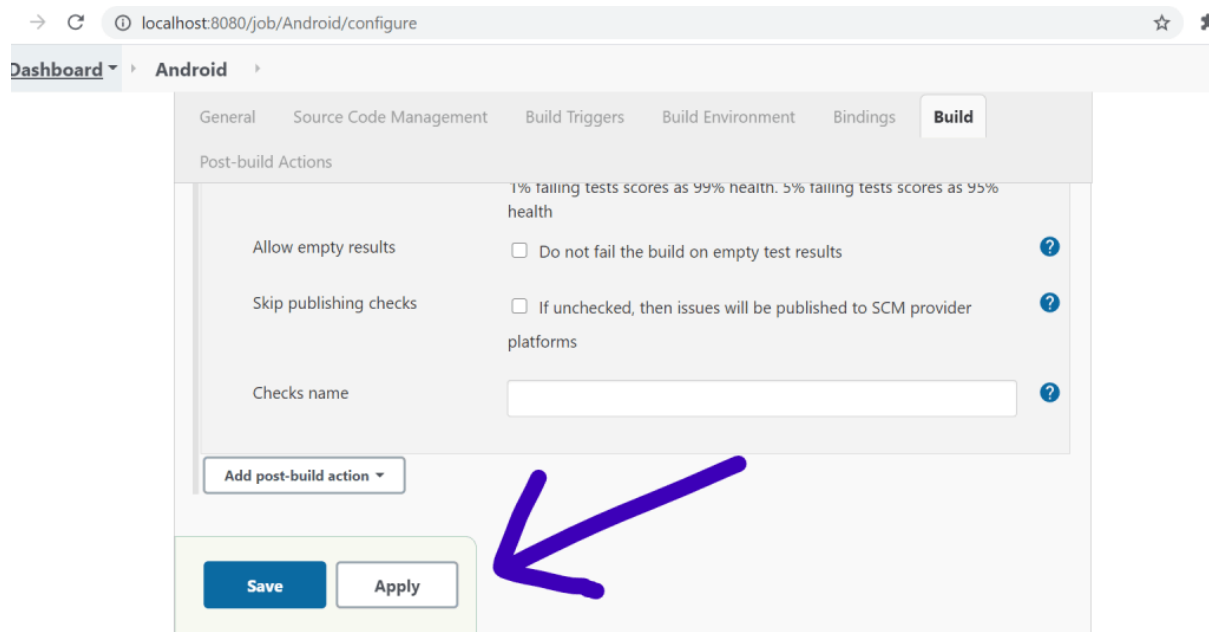 localhost:8080/job/Android/configure
Dashboard Android
General Source Code Management Build Triggers Build Environment Bindings Build
Post-build Actions
1% failing tests scores as 99% health. 5% failing tests scores as 95%
health
Allow empty results Do not fail the build on empty test results
Skip publishing checks If unchecked, then issues will be published to SCM provider
platforms
Checks name
Add post-build action
Save Apply